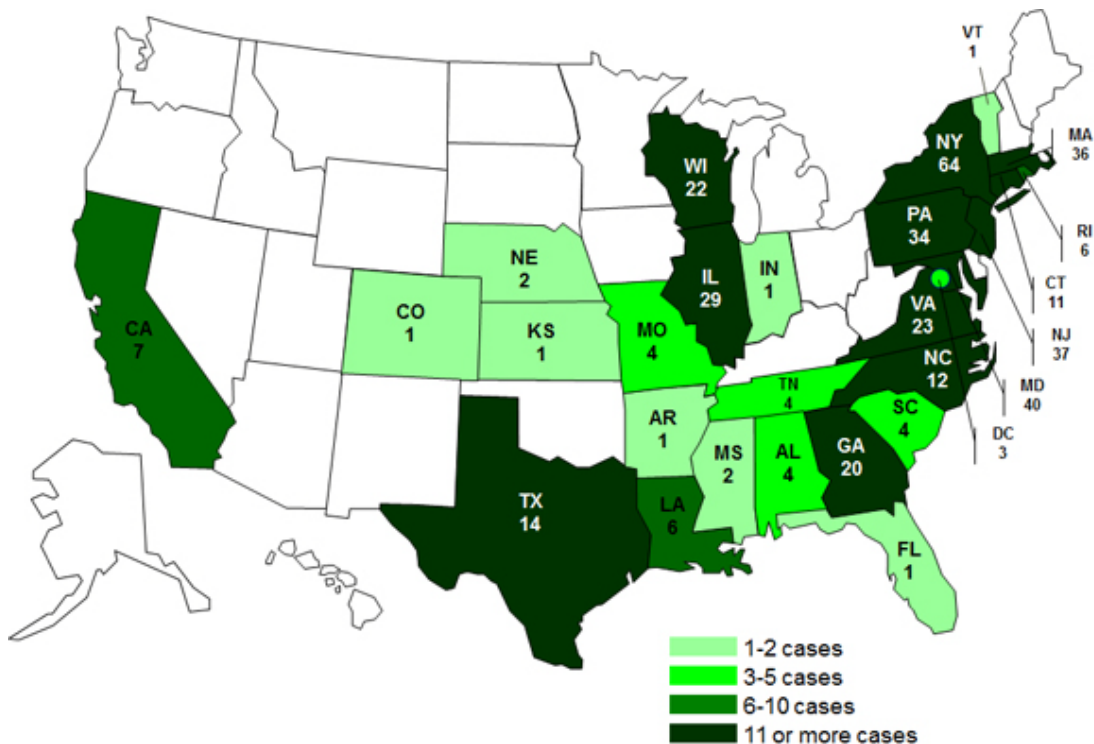 VT
1
MA
36
NY
64
WI
22
PA
34
RI
6
NE
2
IL
29
IN
1
CT
11
CO
1
VA
23
CA
7
KS
1
MO
4
NJ
37
NC
12
TN
4
MD
40
AR
1
SC
4
DC
3
MS
2
AL
4
GA
20
TX
14
LA
6
FL
1
1-2 cases
3-5 cases
6-10 cases
11 or more cases